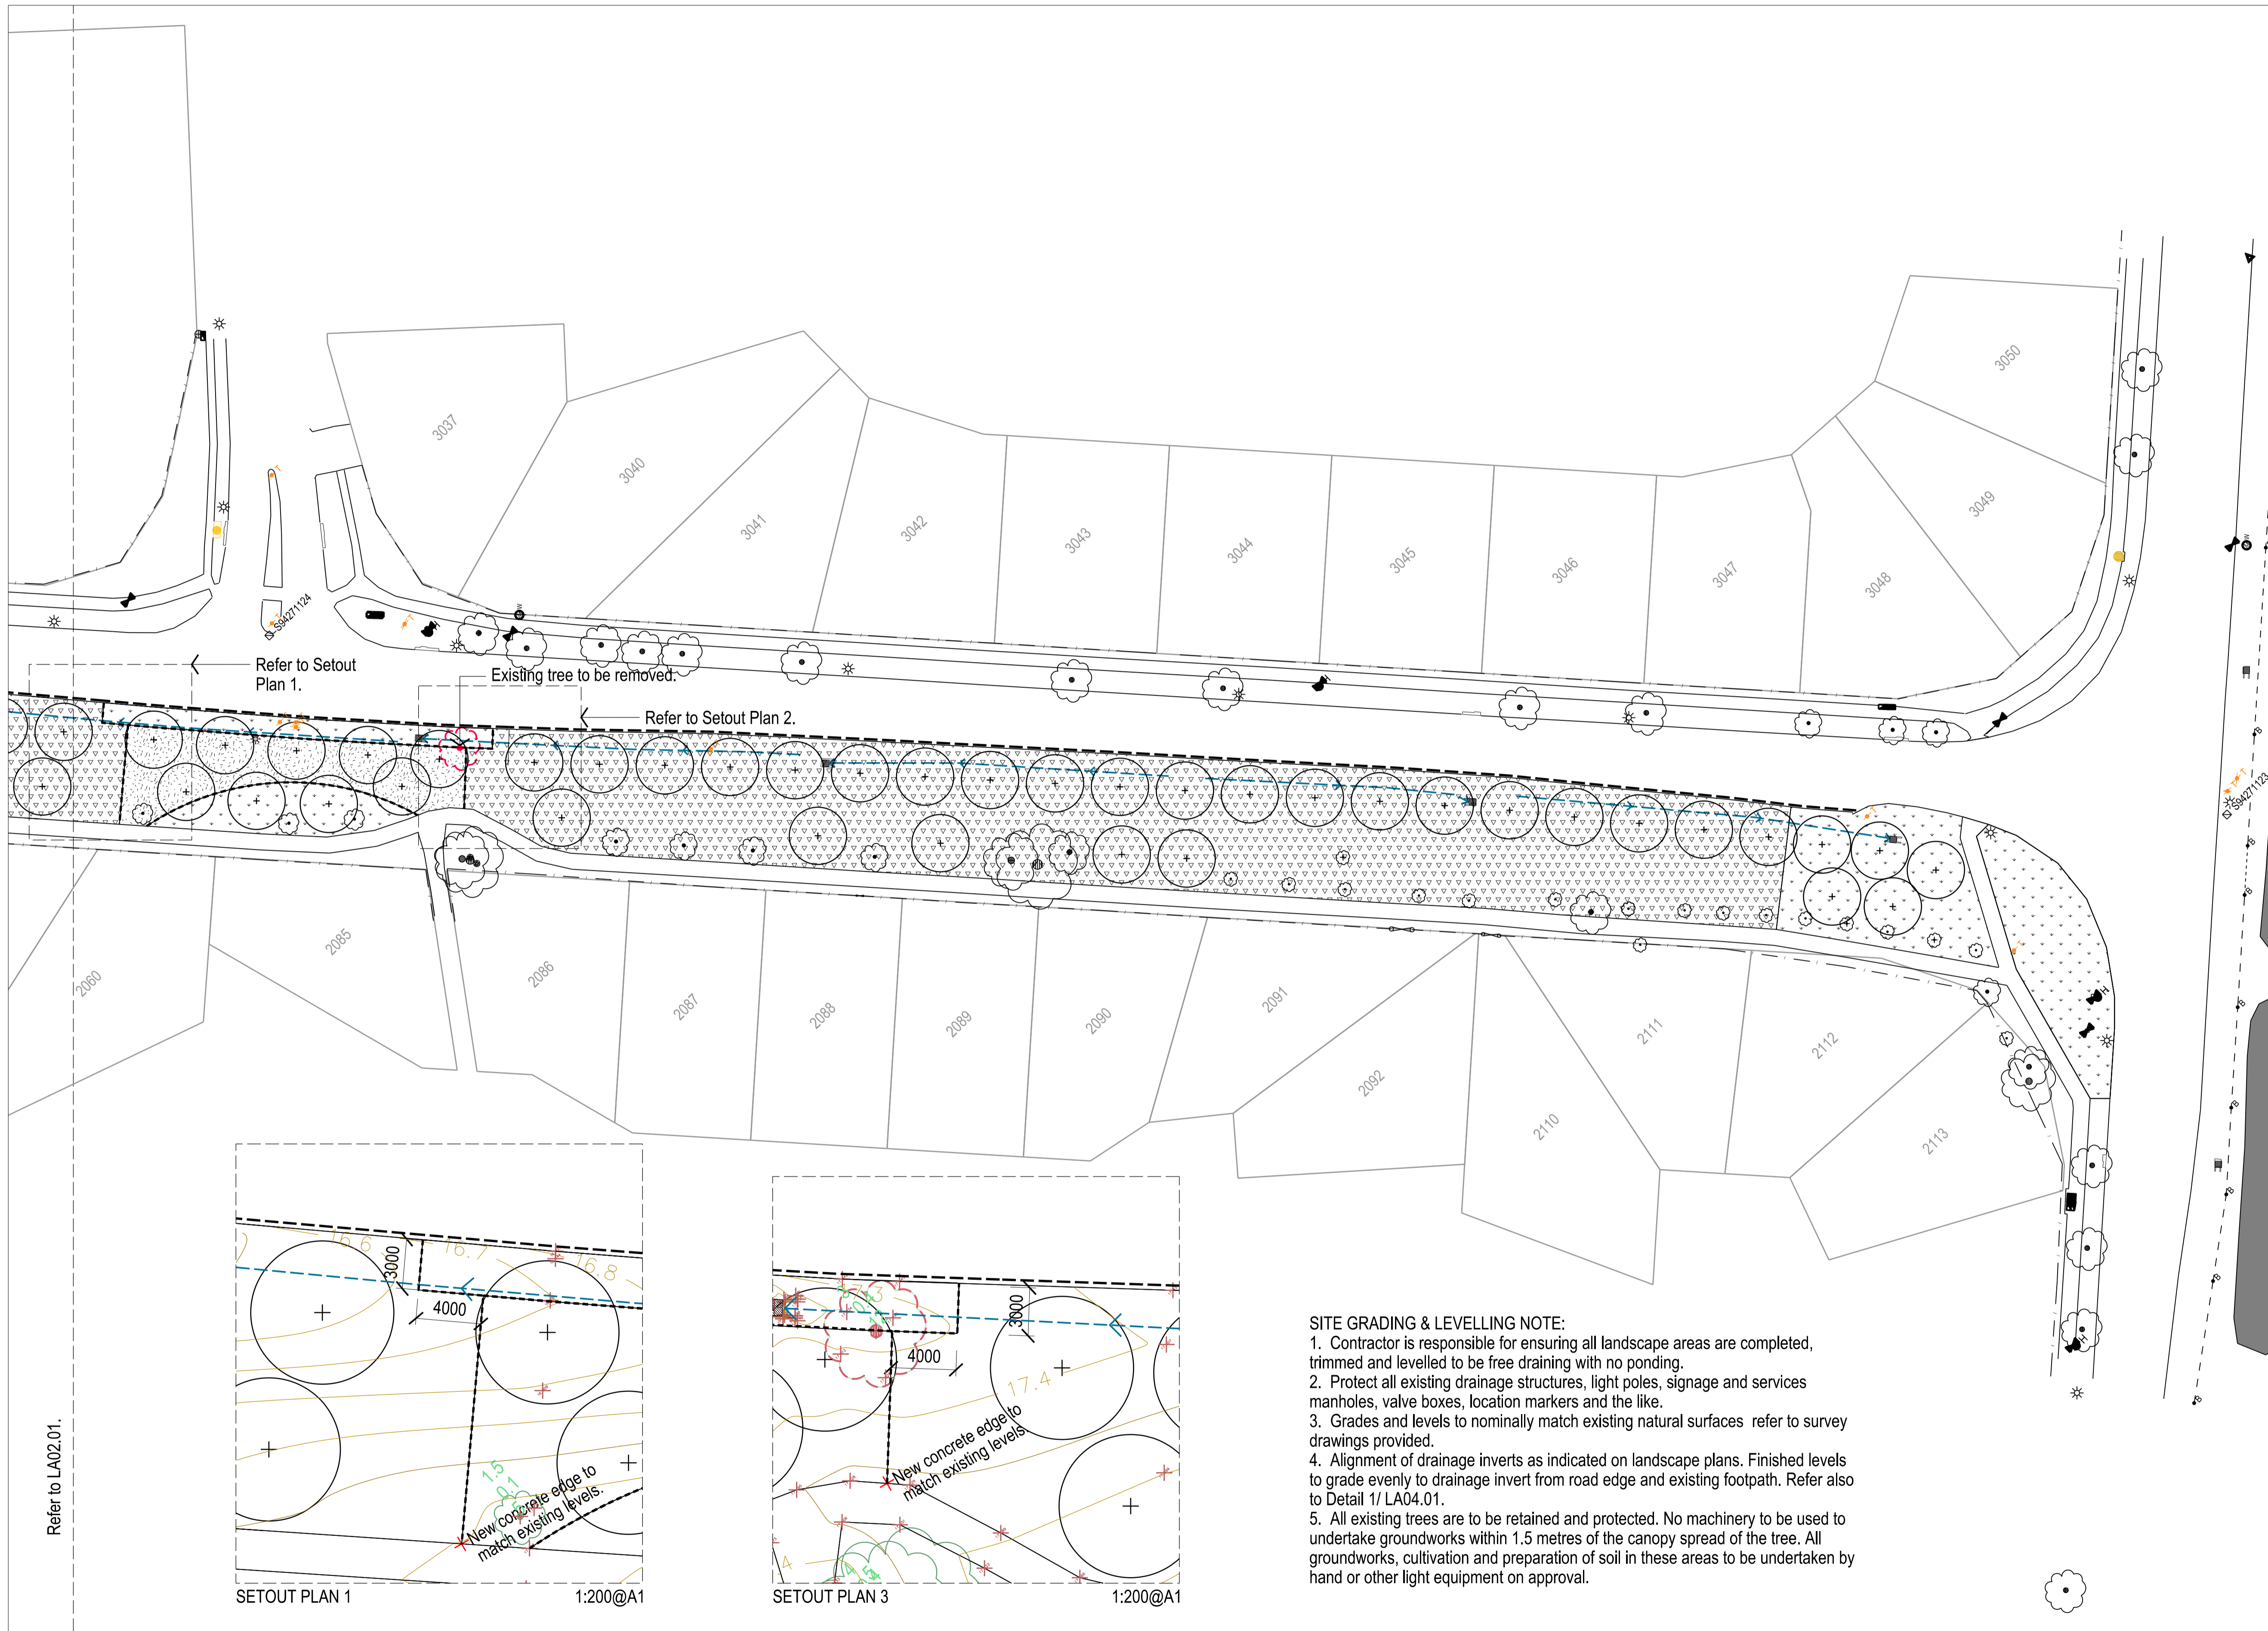 3050
3037
3040
3049
3041
3042
3043
3044
3045
3046
3047
3048
T
W
T
S94271124
T
H
W
Refer to Setout
Plan 1.
Existing tree to be removed.
H
Refer to Setout Plan 2.
B
T
T
S94271123
T
B
B
T
2060
2085
2086
2087
2088
2089
2090
2091
2092
2110
2111
2112
2113
H
B
B
B
B
B
H
Refer to LA02.01.
16.6
16.7
16.8
3000
4000
1.5
0.1
New concrete edge to
match existing levels.
SETOUT PLAN 1
1:200@A1
3000
4000
17.4
New concrete edge to
match existing levels.
SETOUT PLAN 3
1:200@A1
SITE GRADING & LEVELLING NOTE:
1. Contractor is responsible for ensuring all landscape areas are completed,
trimmed and levelled to be free draining with no ponding.
2. Protect all existing drainage structures, light poles, signage and services
manholes, valve boxes, location markers and the like.
3. Grades and levels to nominally match existing natural surfaces refer to survey
drawings provided.
4. Alignment of drainage inverts as indicated on landscape plans. Finished levels
to grade evenly to drainage invert from road edge and existing footpath. Refer also
to Detail 1/ LA04.01.
5. All existing trees are to be retained and protected. No machinery to be used to
undertake groundworks within 1.5 metres of the canopy spread of the tree. All
groundworks, cultivation and preparation of soil in these areas to be undertaken by
hand or other light equipment on approval.